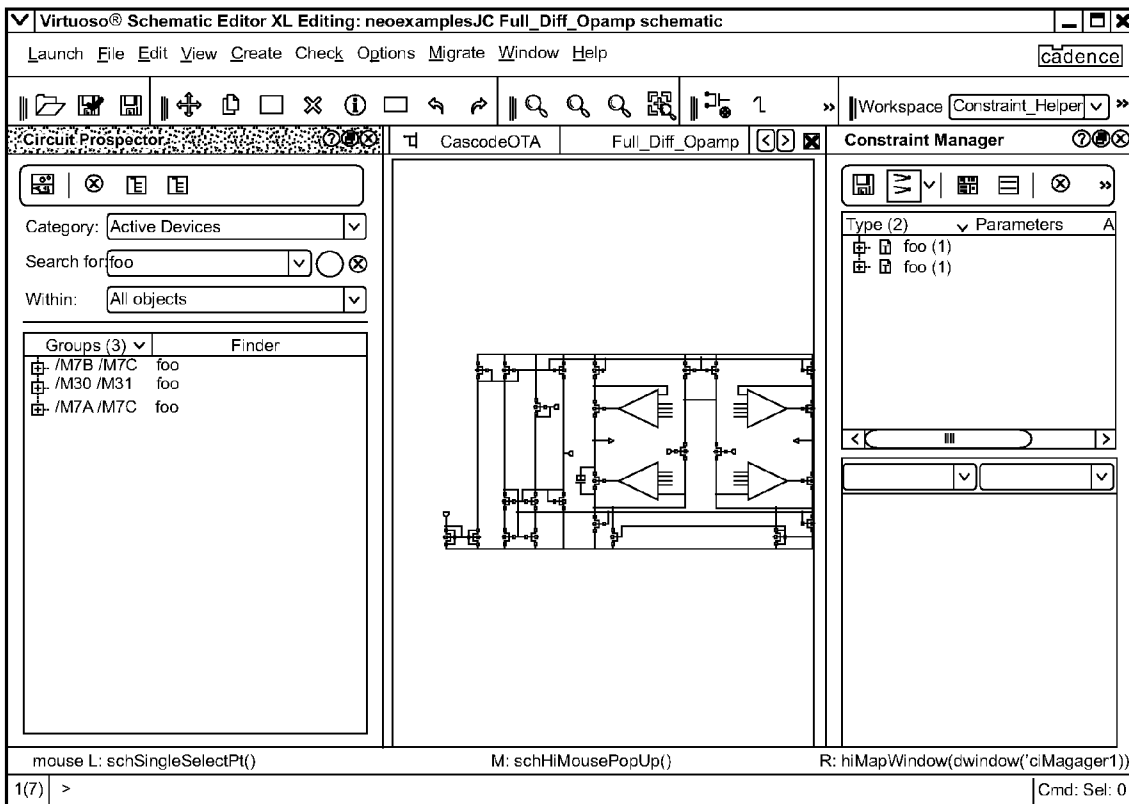 Virtuoso® Schematic Editor XL Editing: neoexamplesJC Full_Diff_Opamp schematic
Launch File Edit View Create Check Options Migrate Window Help
cādence
Workspace Constraint_Helper
Circuit Prospector
CascodeOTA Full_Diff_Opamp
Constraint Manager
Category: Active Devices
Search for: foo
Within: All objects
Groups (3) Finder
/M7B /M7C foo
/M30 /M31 foo
/M7A /M7C foo
Type (2) Parameters A
foo (1)
foo (1)
mouse L: schSingleSelectPt() M: schHiMousePopUp() R: hiMapWindow(dwindow('ciMagager1))
1(7) > Cmd: Sel: 0